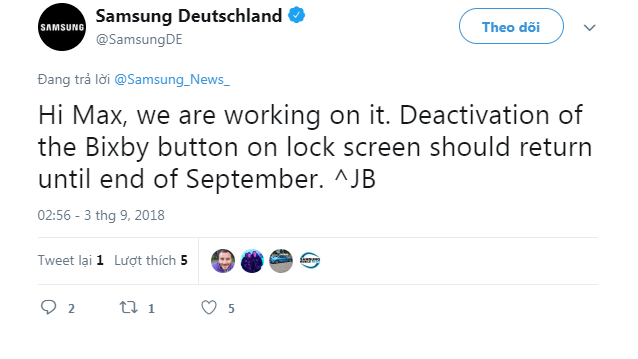 SAMSUNG
Samsung Deutschland
@SamsungDE
Theo dõi
Đang trả lời @Samsung_News_
Hi Max, we are working on it. Deactivation of
the Bixby button on lock screen should return
until end of September. ^JB
02:56 - 3 thg 9, 2018
Tweet lại 1 Lượt thích 5
2 1 5